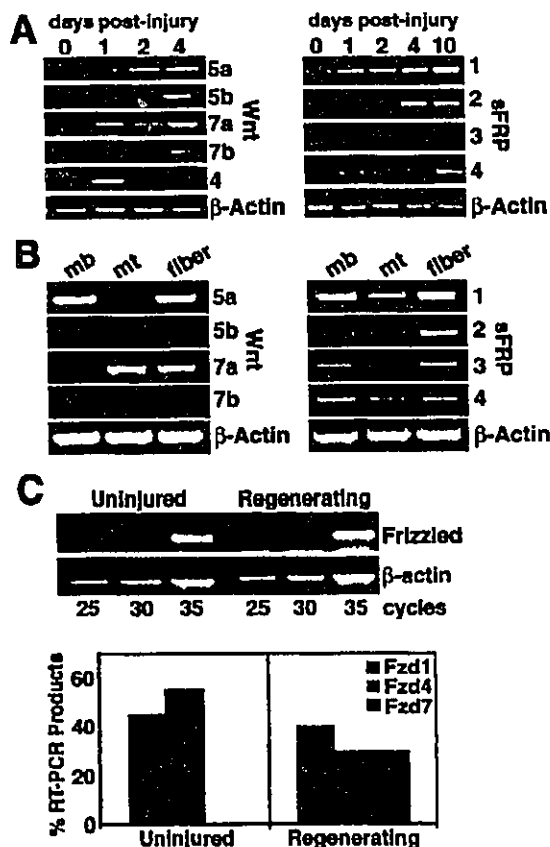 A
days post-injury
0 1 2 4
5a
5b
7a
7b
4
β-Actin
Wnt
days post-injury
0 1 2 4 10
1
2
3
4
β-Actin
sFRP
B
mb mt fiber
5a
5b
7a
7b
β-Actin
Wnt
mb mt fiber
1
2
3
4
β-Actin
sFRP
C
Uninjured Regenerating
Frizzled
β-actin
25 30 35 25 30 35 cycles
% RT-PCR Products
60
40
20
0
Fzd1
Fzd4
Fzd7
Uninjured Regenerating